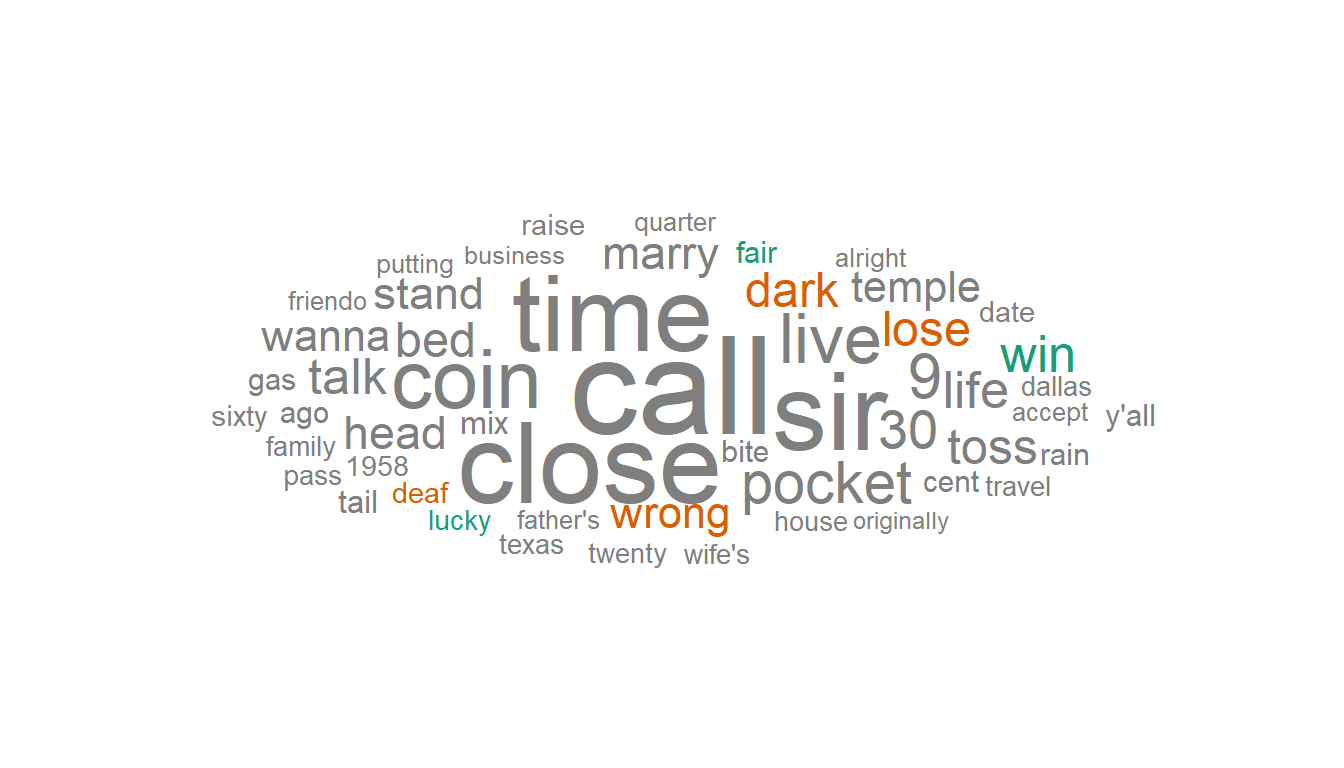 raise
quarter
putting
business
marry
fair
alright
friendo
stand
time
dark
temple
date
wanna
bed
live
lose
win
gas
talk
coin
call
sir
9
life
dallas
sixty
ago
head
mix
close
bite
30
toss
rain
accept
y'all
family
pass
1958
tail
deaf
pocket
cent
travel
lucky
father's
wrong
house
originally
texas
twenty
wife's